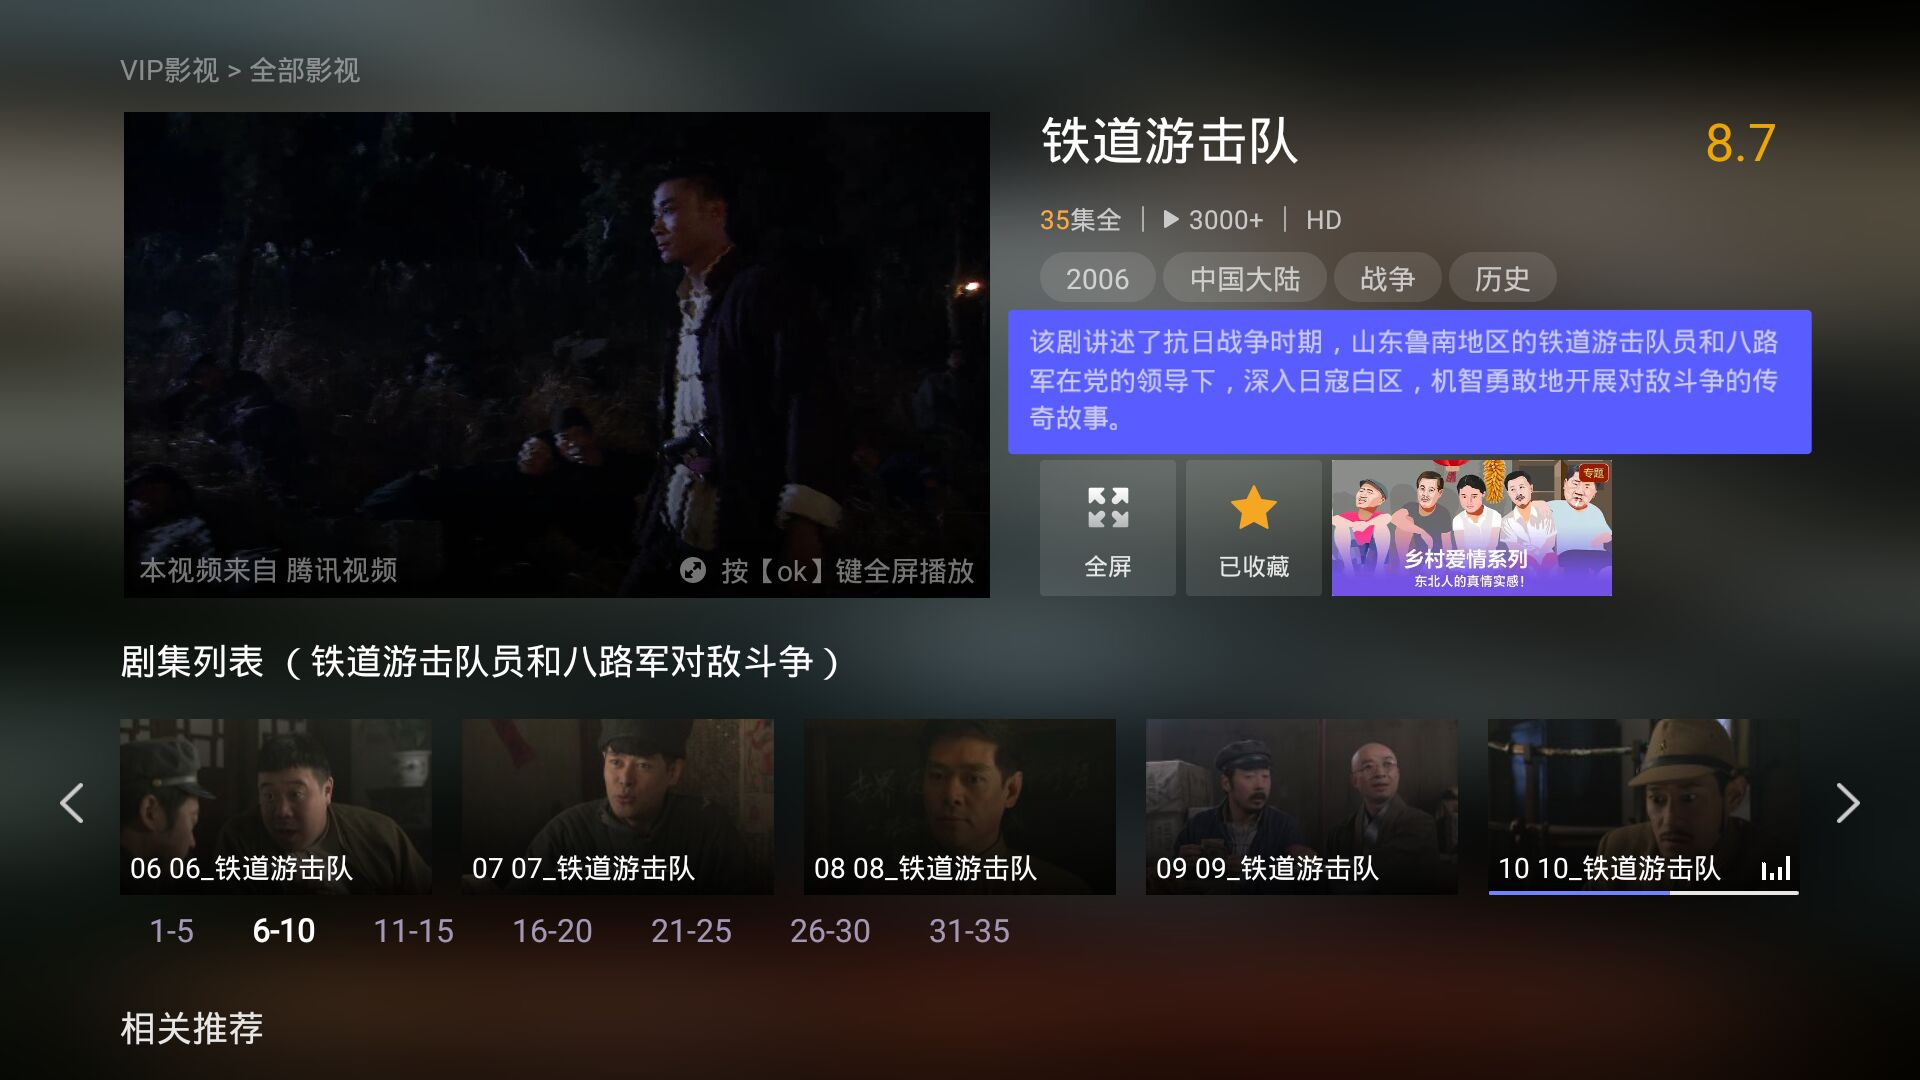 VIP影视 > 全部影视
铁道游击队
8.7
35集全
3000+
HD
2006
中国大陆
战争
历史
该剧讲述了抗日战争时期，山东鲁南地区的铁道游击队员和八路
军在党的领导下，深入日寇白区，机智勇敢地开展对敌斗争的传
奇故事。
本视频来自 腾讯视频
按【ok】键全屏播放
全屏
已收藏
专题
乡村爱情系列
东北人的真情实感！
剧集列表（铁道游击队员和八路军对敌斗争）
06 06_铁道游击队
07 07_铁道游击队
08 08_铁道游击队
09 09_铁道游击队
10 10_铁道游击队
1-5
6-10
11-15
16-20
21-25
26-30
31-35
相关推荐